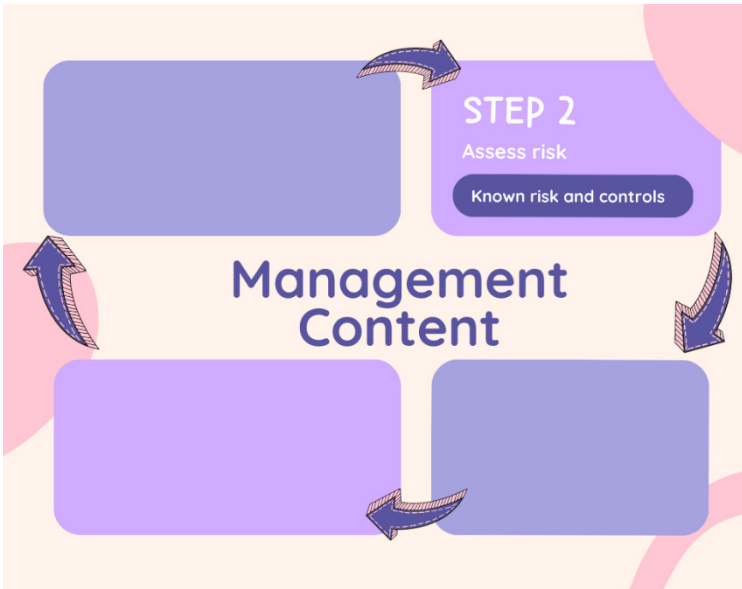 STEP 2
Assess risk
Known risk and controls
Management
Content